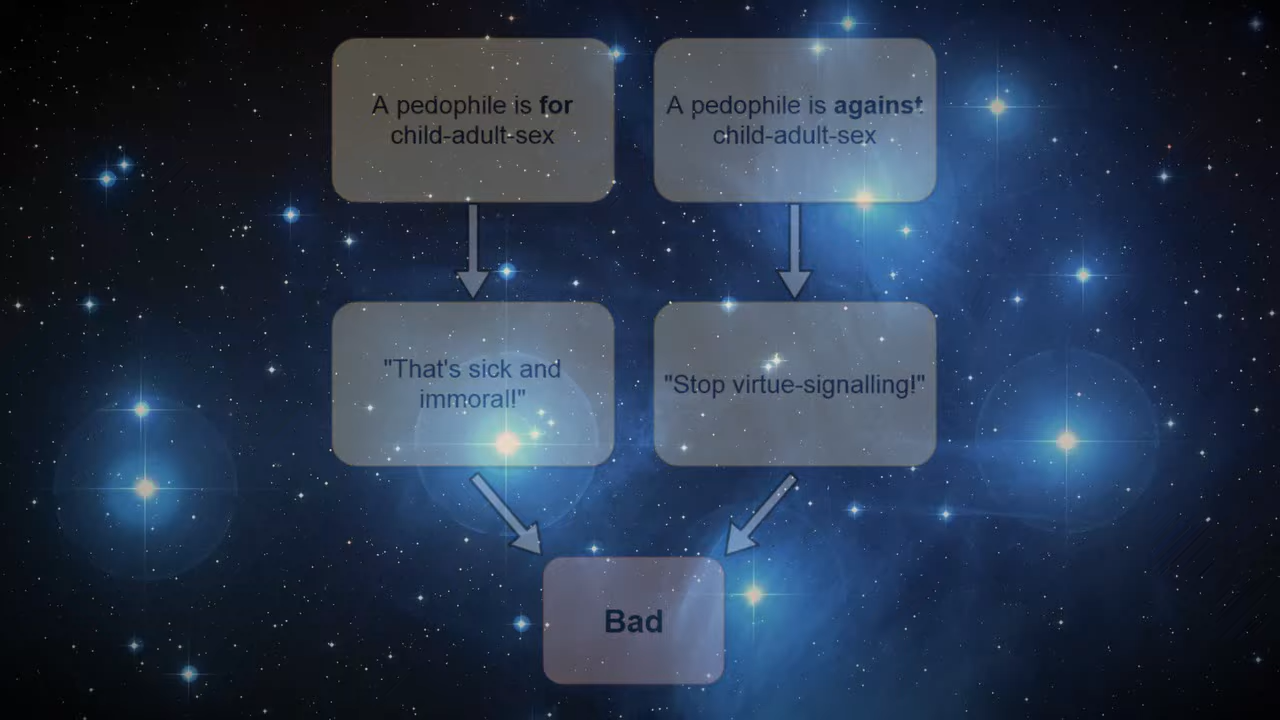 A pedophile is for
child-adult-sex
A pedophile is against
child-adult-sex
"That's sick and
immoral!"
"Stop virtue-signalling!"
Bad